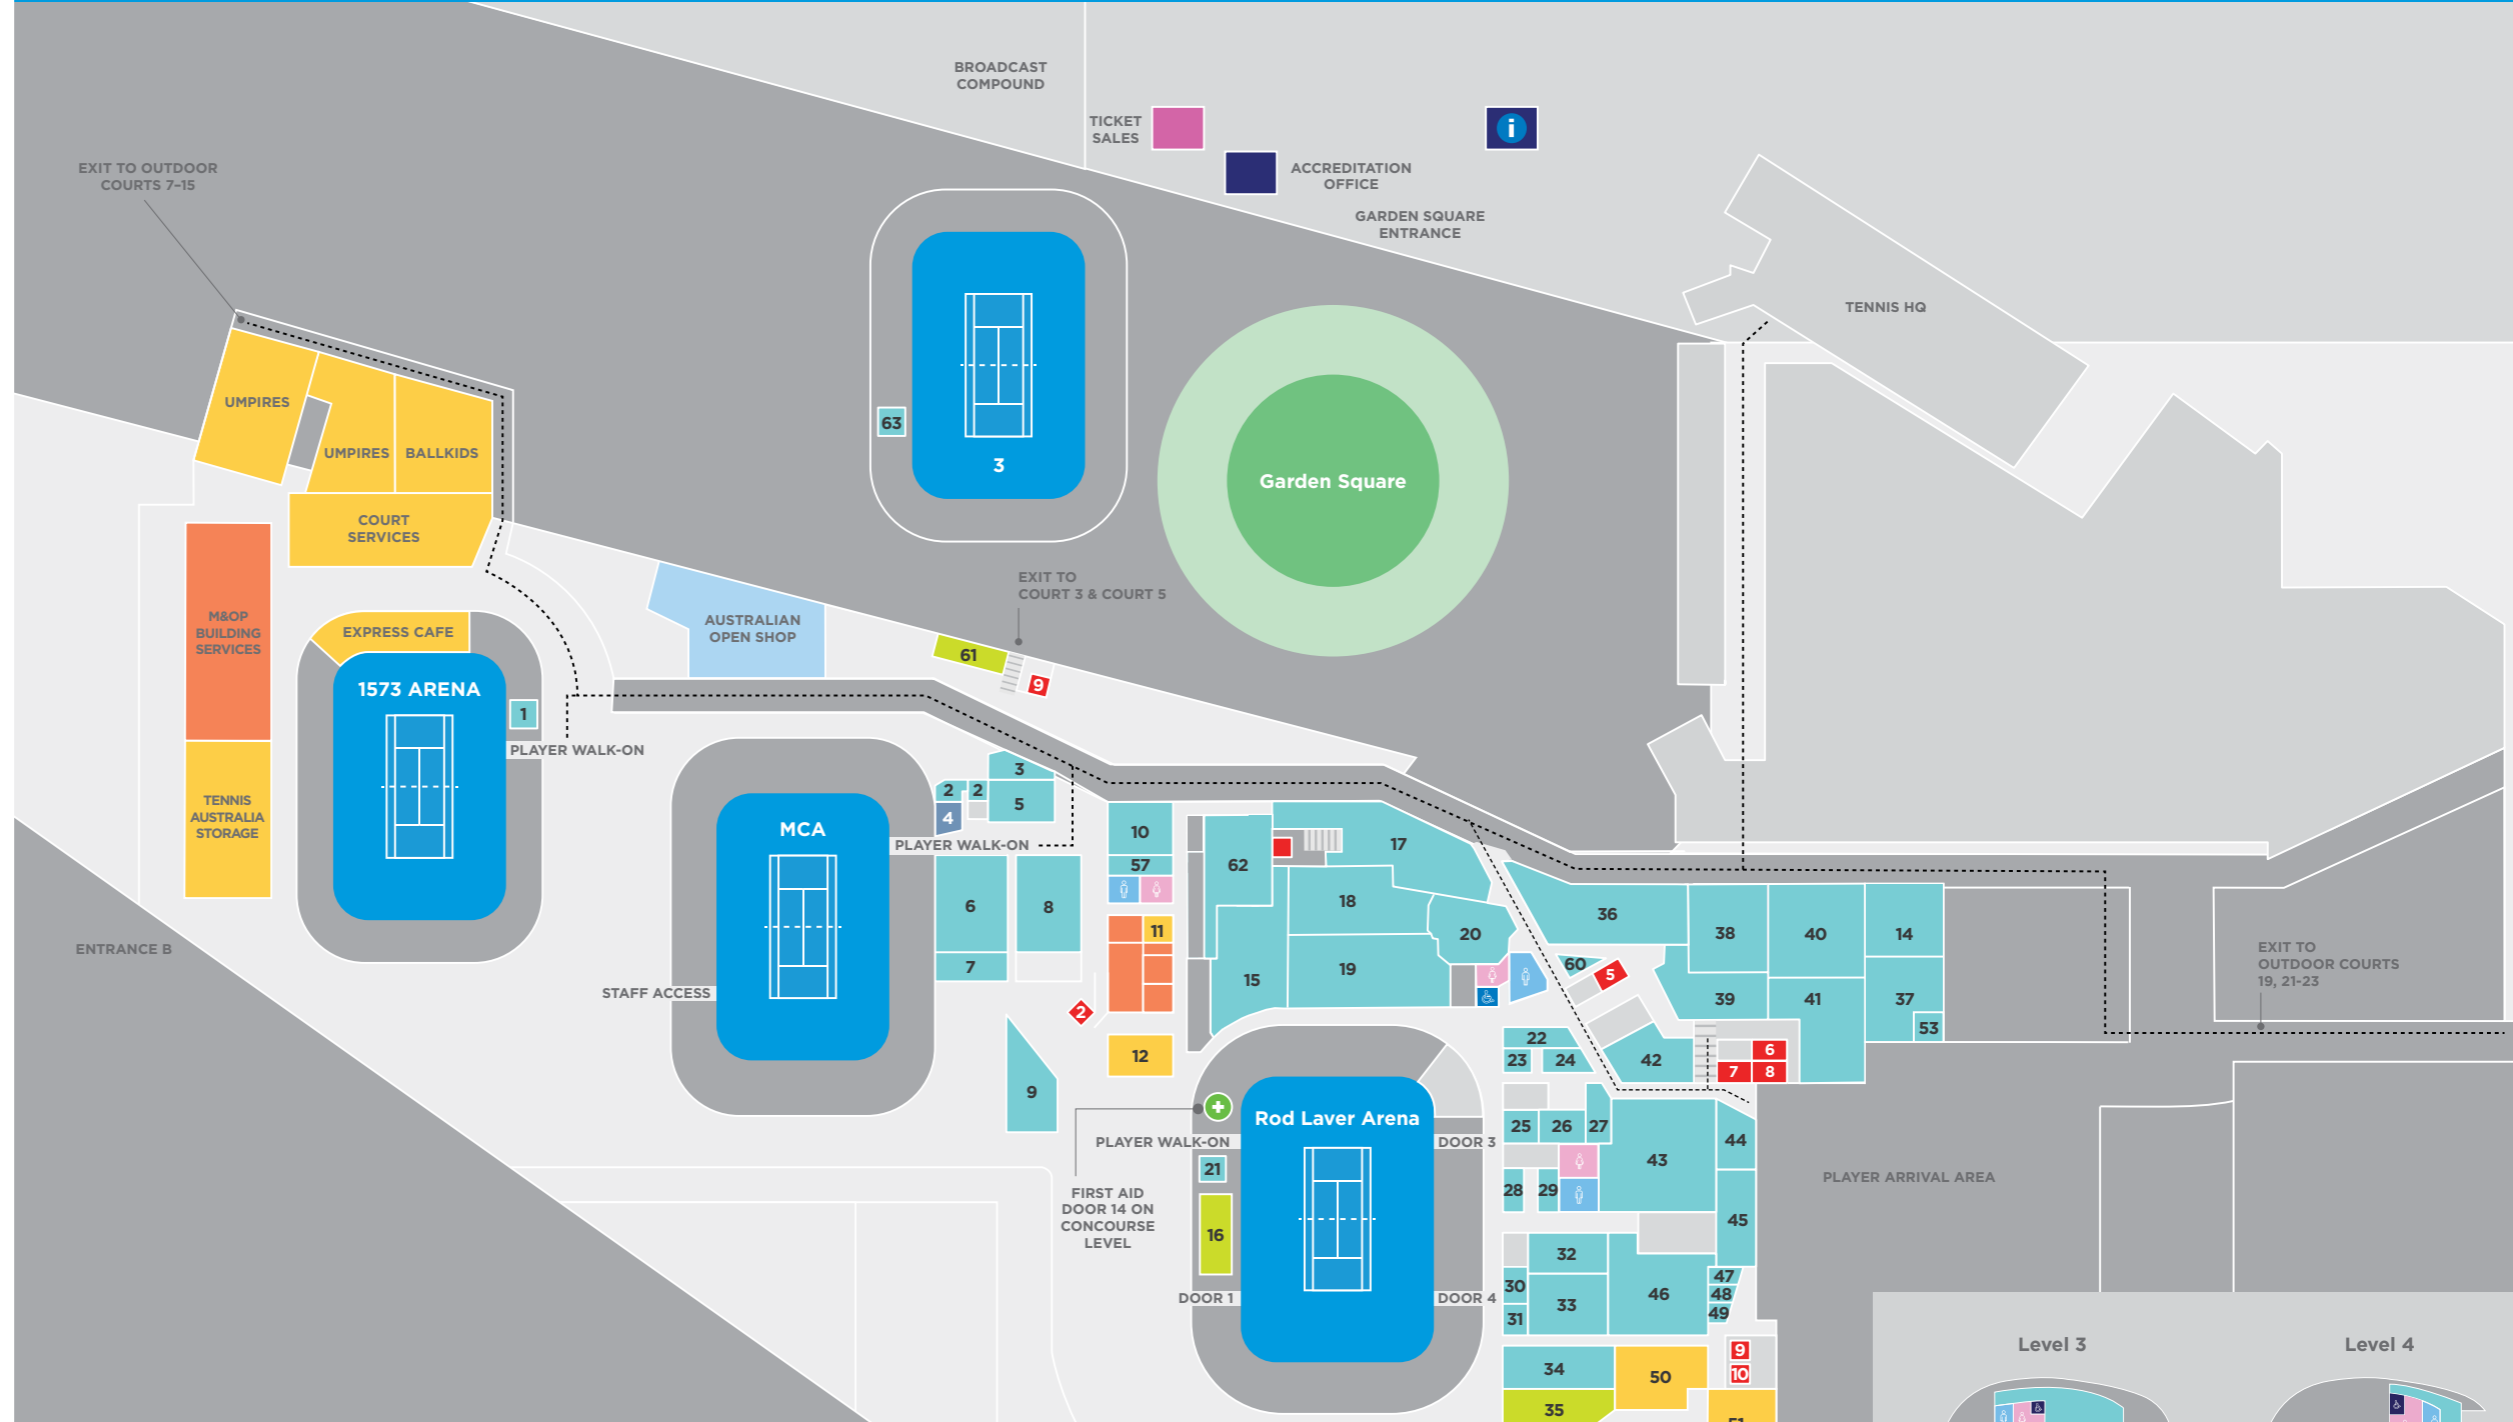 BROADCAST
COMPOUND
TICKET
SALES
i
ACCREDITATION
OFFICE
EXIT TO OUTDOOR
COURTS 7–15
GARDEN SQUARE
ENTRANCE
TENNIS HQ
UMPIRES
UMPIRES
BALLKIDS
63
3
Garden Square
COURT
SERVICES
EXIT TO
COURT 3 & COURT 5
M&OP
BUILDING
SERVICES
EXPRESS CAFE
AUSTRALIAN
OPEN SHOP
61
9
1573 ARENA
1
PLAYER WALK-ON
TENNIS
AUSTRALIA
STORAGE
MCA
3
2
2
5
4
PLAYER WALK-ON
10
57
62
17
18
6
8
11
20
36
38
40
14
ENTRANCE B
7
15
19
60
5
EXIT TO
OUTDOOR COURTS
19, 21-23
STAFF ACCESS
39
41
37
53
2
12
22
23
24
42
6
7
8
9
Rod Laver Arena
PLAYER WALK-ON
DOOR 3
25
26
27
44
43
21
28
29
PLAYER ARRIVAL AREA
FIRST AID
DOOR 14 ON
CONCOURSE
LEVEL
16
45
32
30
33
46
47
48
49
31
DOOR 1
DOOR 4
34
50
9
10
35
51
Level 3
Level 4